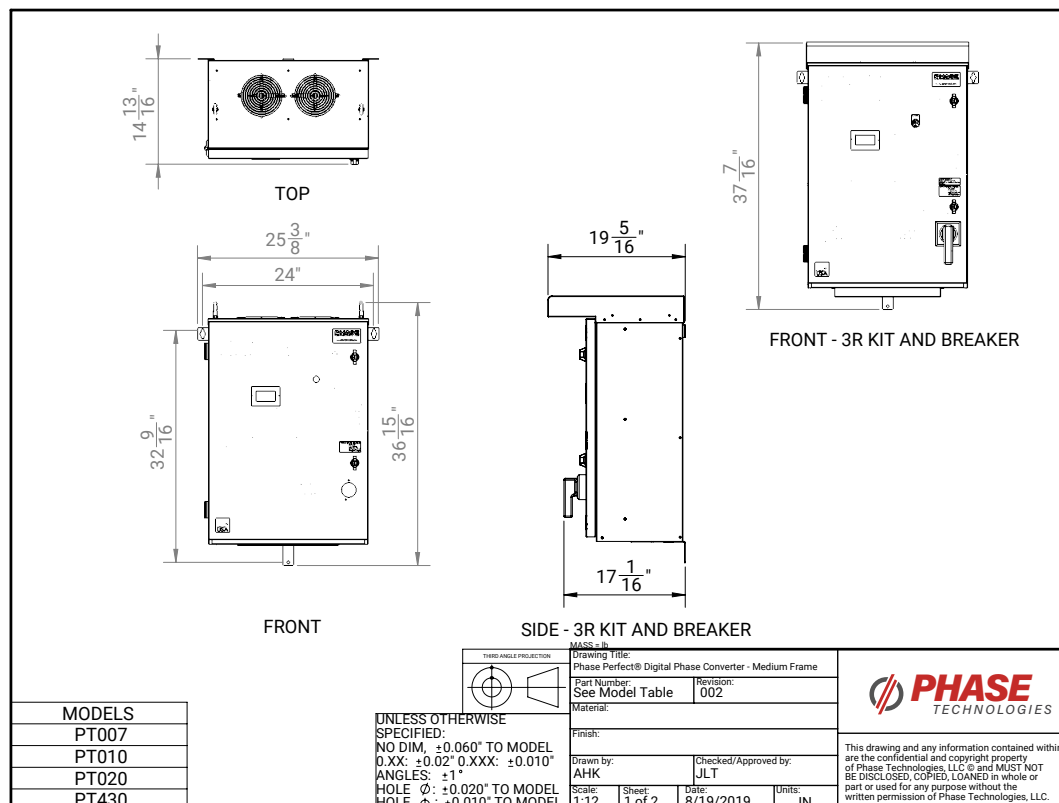 14 13/16"
TOP
25 3/8"
24"
32 9/16"
36 15/16"
FRONT
19 5/16"
17 1/16"
SIDE - 3R KIT AND BREAKER
37 7/16"
FRONT - 3R KIT AND BREAKER
MODELS
PT007
PT010
PT020
PT430
UNLESS OTHERWISE
SPECIFIED:
NO DIM, ±0.060" TO MODEL
0.XX: ±0.02" 0.XXX: ±0.010"
ANGLES: ±1°
HOLE ∅: ±0.020" TO MODEL
THIRD ANGLE PROJECTION
MASS = lb
Drawing Title:
Phase Perfect® Digital Phase Converter - Medium Frame
Part Number:
See Model Table
Revision:
002
Material:
Finish:
Drawn by:
AHK
Checked/Approved by:
JLT
Scale:
1:12
Sheet:
1 of 2
Date:
8/19/2019
Units:
IN
PHASE
TECHNOLOGIES
This drawing and any information contained within
are the confidential and copyright property
of Phase Technologies, LLC © and MUST NOT
BE DISCLOSED, COPIED, LOANED in whole or
part or used for any purpose without the
written permission of Phase Technologies, LLC.